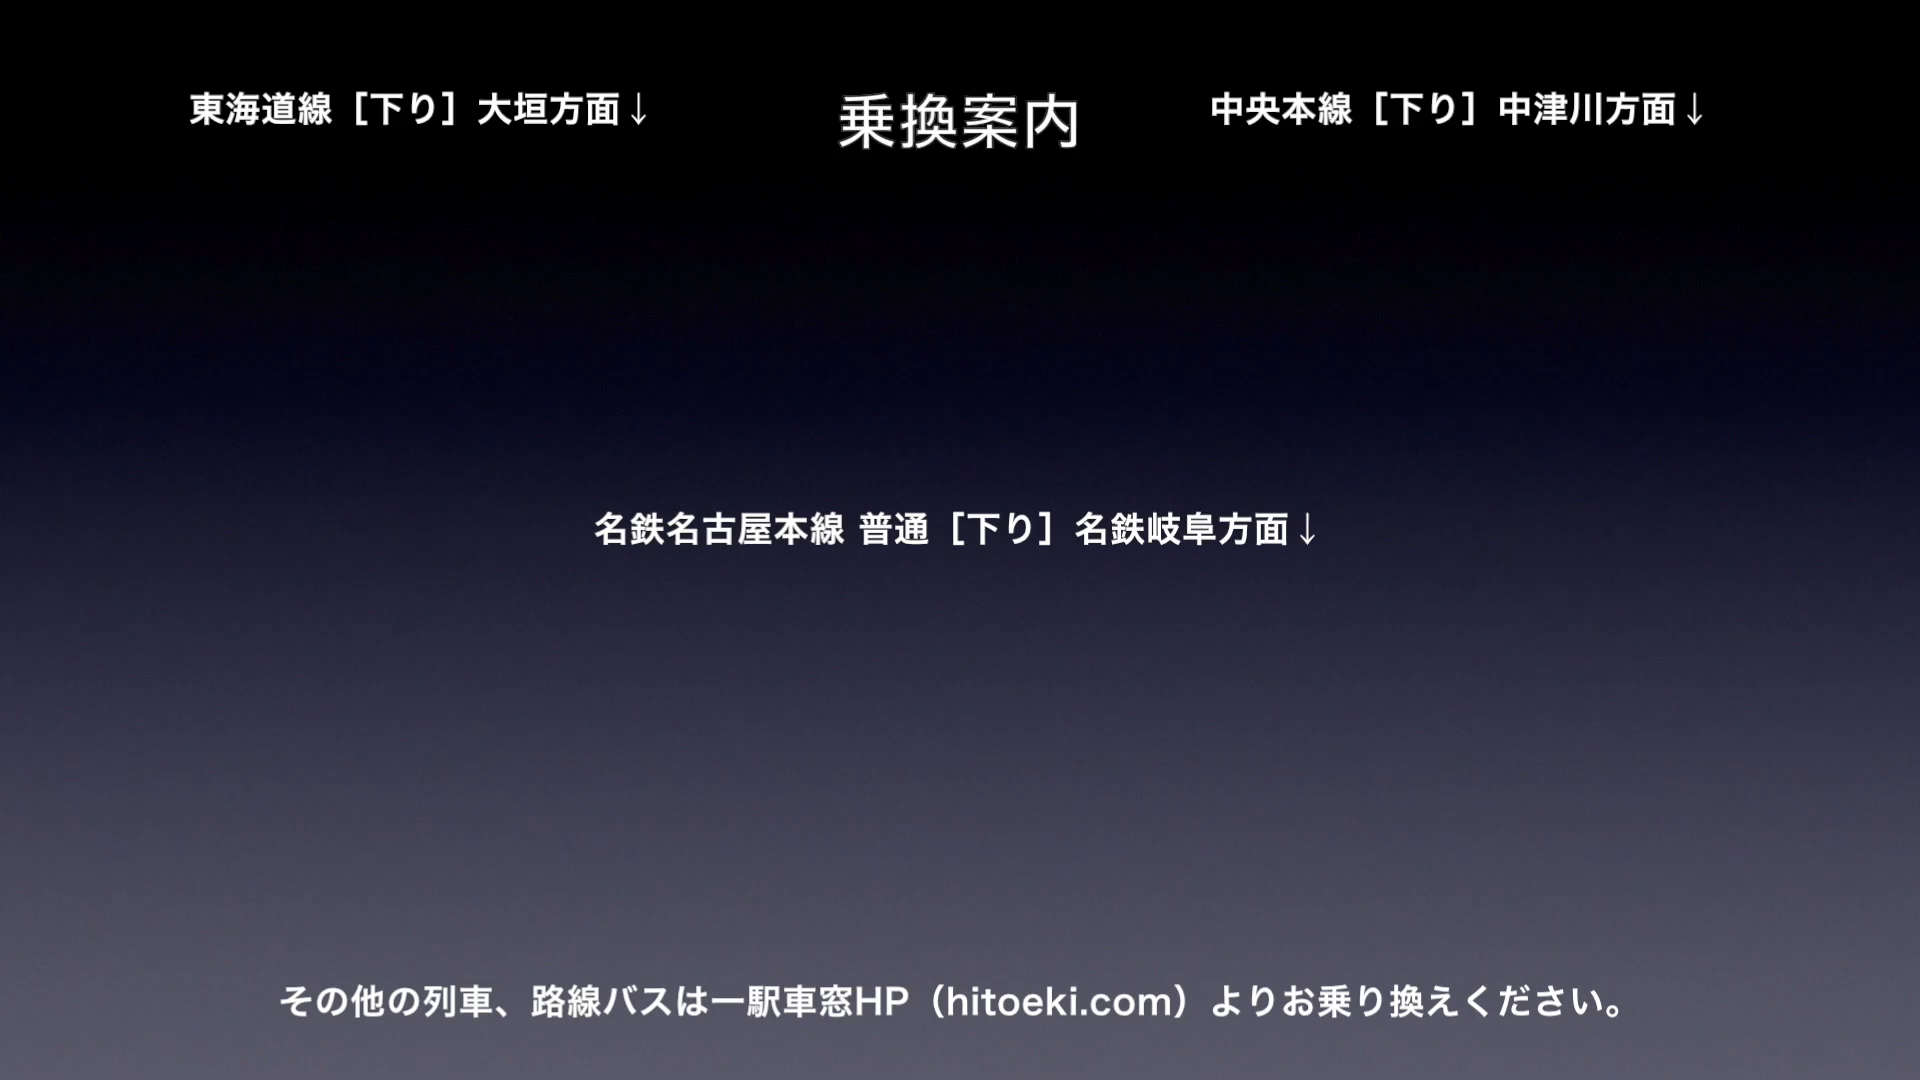 東海道線［下り］大垣方面↓
乗換案内
中央本線［下り］中津川方面↓
名鉄名古屋本線 普通［下り］名鉄岐阜方面↓
その他の列車、路線バスは一駅車窓HP（hitoeki.com）よりお乗り換えください。